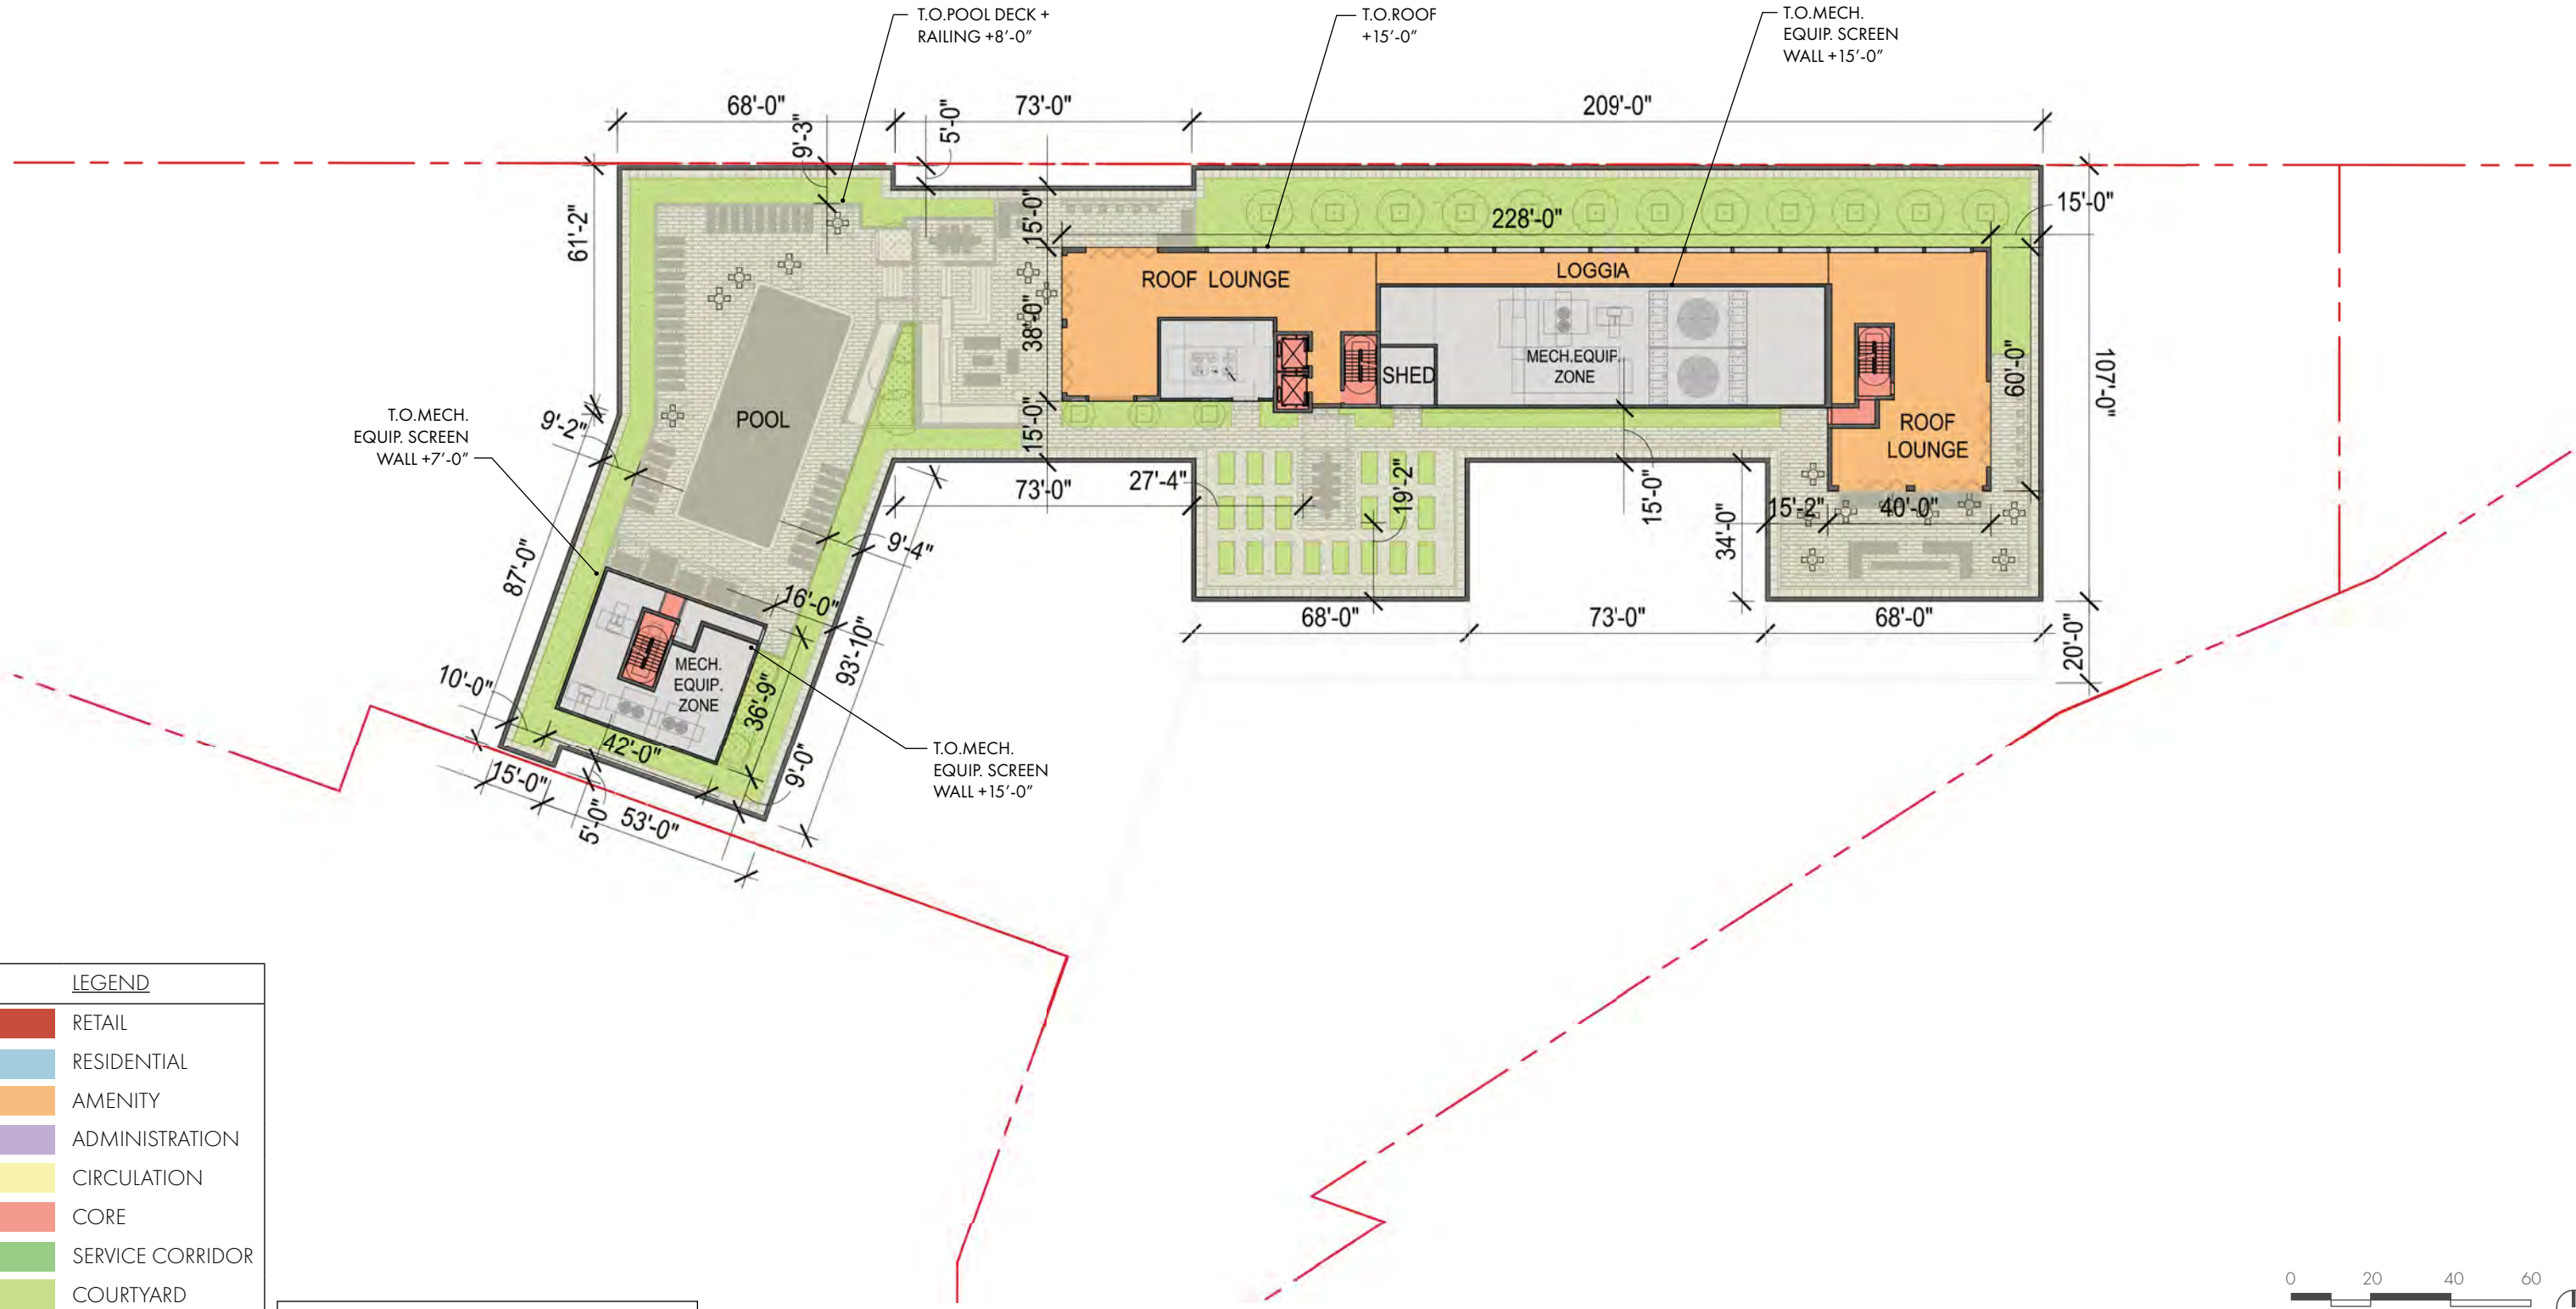 T.O.POOL DECK +
RAILING +8'-0"
T.O.ROOF
+15'-0"
T.O.MECH.
EQUIP. SCREEN
WALL +15'-0"
68'-0"
73'-0"
209'-0"
9'-3"
5'-0"
61'-2"
15'-0"
228'-0"
15'-0"
ROOF LOUNGE
LOGGIA
38'-0"
MECH.EQUIP.
ZONE
SHED
60'-0"
107'-0"
POOL
T.O.MECH.
EQUIP. SCREEN
WALL +7'-0"
9'-2"
15'-0"
ROOF
LOUNGE
73'-0"
27'-4"
19'-2"
15'-0"
34'-0"
15'-2"
40'-0"
9'-4"
87'-0"
16'-0"
93'-10"
68'-0"
73'-0"
68'-0"
20'-0"
MECH.
EQUIP.
ZONE
36'-9"
10'-0"
42'-0"
9'-0"
15'-0"
5'-0"
53'-0"
T.O.MECH.
EQUIP. SCREEN
WALL +15'-0"
LEGEND
RETAIL
RESIDENTIAL
AMENITY
ADMINISTRATION
CIRCULATION
CORE
SERVICE CORRIDOR
COURTYARD
0 20 40 60